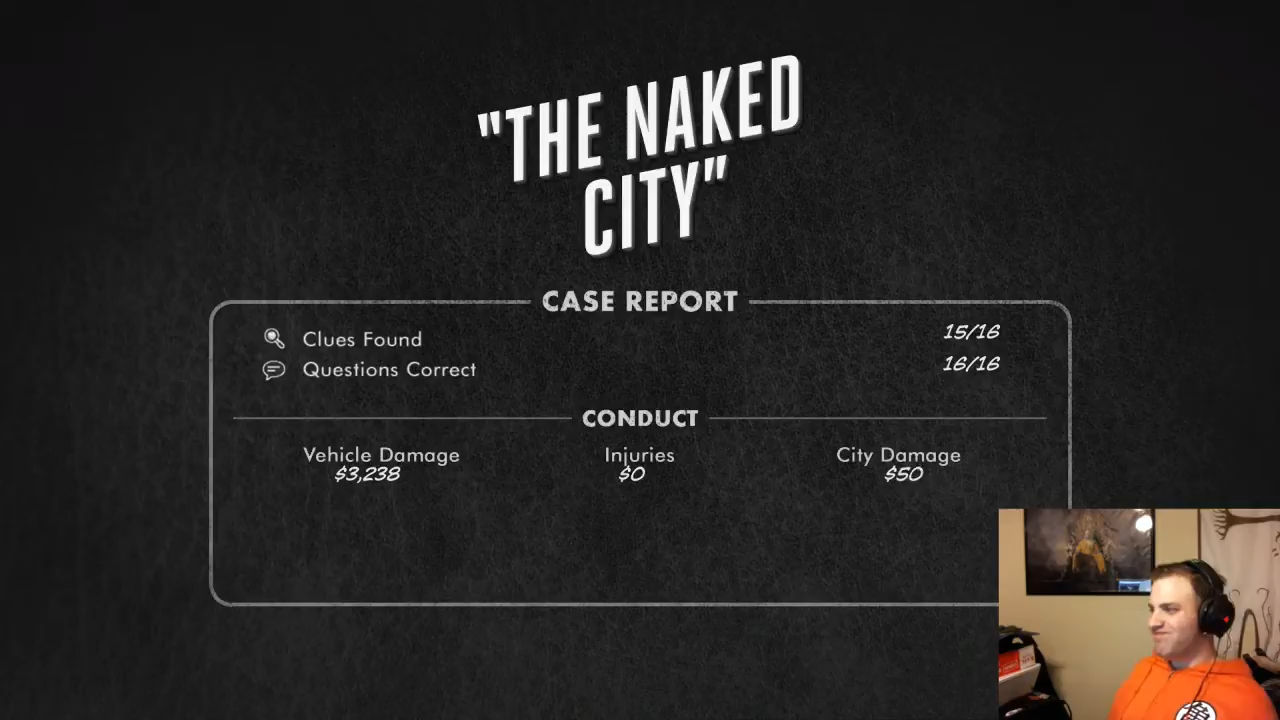 "THE NAKED
CITY"
CASE REPORT
Clues Found 15/16
Questions Correct 16/16
CONDUCT
Vehicle Damage Injuries City Damage
$3,238 $0 $50